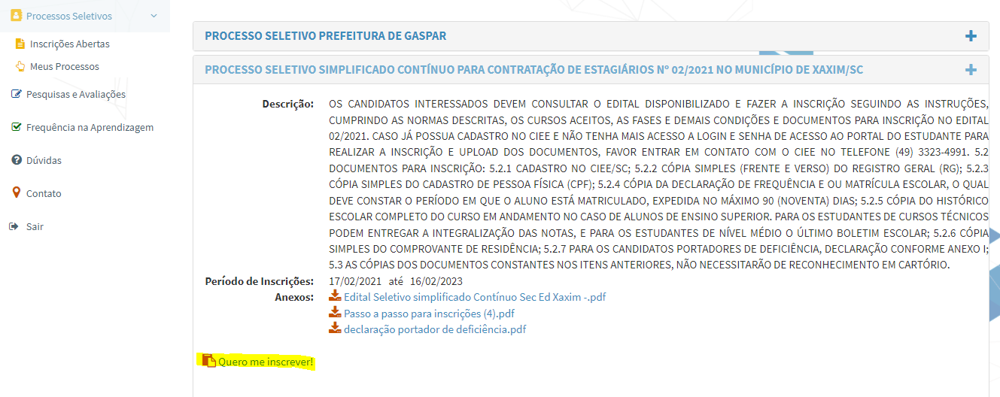 Processos Seletivos
Inscrições Abertas
Meus Processos
Pesquisas e Avaliações
Frequência na Aprendizagem
Dúvidas
Contato
Sair
PROCESSO SELETIVO PREFEITURA DE GASPAR
PROCESSO SELETIVO SIMPLIFICADO CONTÍNUO PARA CONTRATAÇÃO DE ESTAGIÁRIOS Nº 02/2021 NO MUNICÍPIO DE XAXIM/SC
Descrição: OS CANDIDATOS INTERESSADOS DEVEM CONSULTAR O EDITAL DISPONIBILIZADO E FAZER A INSCRIÇÃO SEGUINDO AS INSTRUÇÕES,
CUMPRINDO AS NORMAS DESCRITAS, OS CURSOS ACEITOS, AS FASES E DEMAIS CONDIÇÕES E DOCUMENTOS PARA INSCRIÇÃO NO EDITAL
02/2021. CASO JÁ POSSUA CADASTRO NO CIEE E NÃO TENHA MAIS ACESSO A LOGIN E SENHA DE ACESSO AO PORTAL DO ESTUDANTE PARA
REALIZAR A INSCRIÇÃO E UPLOAD DOS DOCUMENTOS, FAVOR ENTRAR EM CONTATO COM O CIEE NO TELEFONE (49) 3323-4991. 5.2
DOCUMENTOS PARA INSCRIÇÃO: 5.2.1 CADASTRO NO CIEE/SC; 5.2.2 CÓPIA SIMPLES (FRENTE E VERSO) DO REGISTRO GERAL (RG); 5.2.3
CÓPIA SIMPLES DO CADASTRO DE PESSOA FÍSICA (CPF); 5.2.4 CÓPIA DA DECLARAÇÃO DE FREQUÊNCIA E OU MATRÍCULA ESCOLAR, O QUAL
DEVE CONSTAR O PERÍODO EM QUE O ALUNO ESTÁ MATRICULADO, EXPEDIDA NO MÁXIMO 90 (NOVENTA) DIAS; 5.2.5 CÓPIA DO HISTÓRICO
ESCOLAR COMPLETO DO CURSO EM ANDAMENTO NO CASO DE ALUNOS DE ENSINO SUPERIOR. PARA OS ESTUDANTES DE CURSOS TÉCNICOS
PODEM ENTREGAR A INTEGRALIZAÇÃO DAS NOTAS, E PARA OS ESTUDANTES DE NÍVEL MÉDIO O ÚLTIMO BOLETIM ESCOLAR; 5.2.6 CÓPIA
SIMPLES DO COMPROVANTE DE RESIDÊNCIA; 5.2.7 PARA OS CANDIDATOS PORTADORES DE DEFICIÊNCIA, DECLARAÇÃO CONFORME ANEXO I;
5.3 AS CÓPIAS DOS DOCUMENTOS CONSTANTES NOS ITENS ANTERIORES, NÃO NECESSITARÃO DE RECONHECIMENTO EM CARTÓRIO.
Período de Inscrições: 17/02/2021 até 16/02/2023
Anexos: Edital Seletivo simplificado Contínuo Sec Ed Xaxim -.pdf
Passo a passo para inscrições (4).pdf
declaração portador de deficiência.pdf
Quero me inscrever!